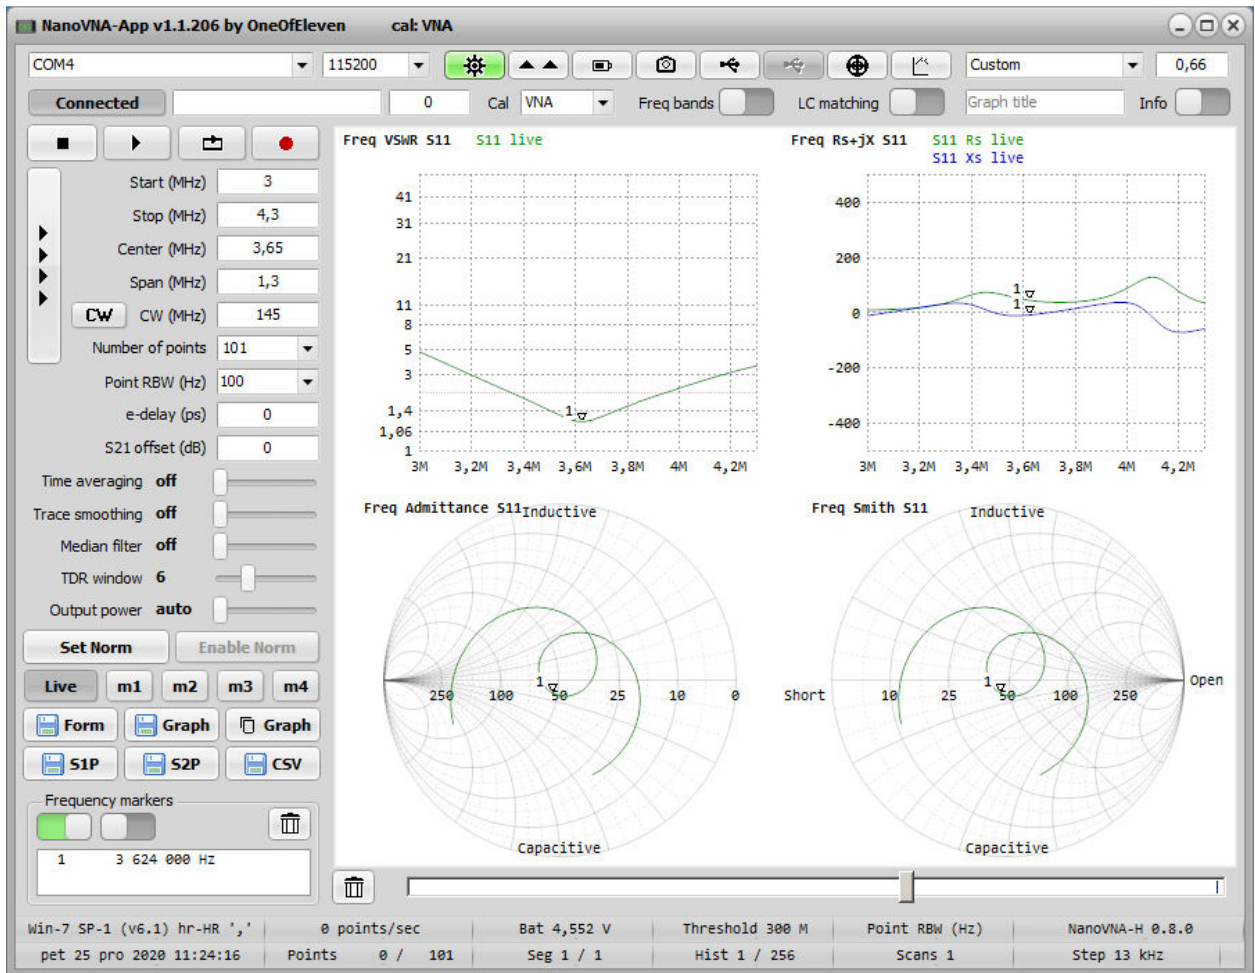 NanoVNA-App v1.1.206 by OneOfEleven cal: VNA
COM4 115200 Custom 0,66
Connected 0 Cal VNA Freq bands LC matching Graph title Info
Start (MHz) 3
Stop (MHz) 4,3
Center (MHz) 3,65
Span (MHz) 1,3
CW CW (MHz) 145
Number of points 101
Point RBW (Hz) 100
e-delay (ps) 0
S21 offset (dB) 0
Time averaging off
Trace smoothing off
Median filter off
TDR window 6
Output power auto
Set Norm Enable Norm
Live m1 m2 m3 m4
Form Graph Graph
S1P S2P CSV
Frequency markers
1 3 624 000 Hz
Freq VSWR S11 S11 live
41
31
21
11
8
5
3
1,4
1,06
1
1
3M 3,2M 3,4M 3,6M 3,8M 4M 4,2M
Freq Rs+jX S11 S11 Rs live
S11 Xs live
400
200
0
-200
-400
1
1
3M 3,2M 3,4M 3,6M 3,8M 4M 4,2M
Freq Admittance S11 Inductive
1
250 100 50 25 10 0
Capacitive
Freq Smith S11 Inductive
1
Short 10 25 50 100 250 Open
Capacitive
Win-7 SP-1 (v6.1) hr-HR ',' 0 points/sec Bat 4,552 V Threshold 300 M Point RBW (Hz) NanoVNA-H 0.8.0
pet 25 pro 2020 11:24:16 Points 0 / 101 Seg 1 / 1 Hist 1 / 256 Scans 1 Step 13 kHz